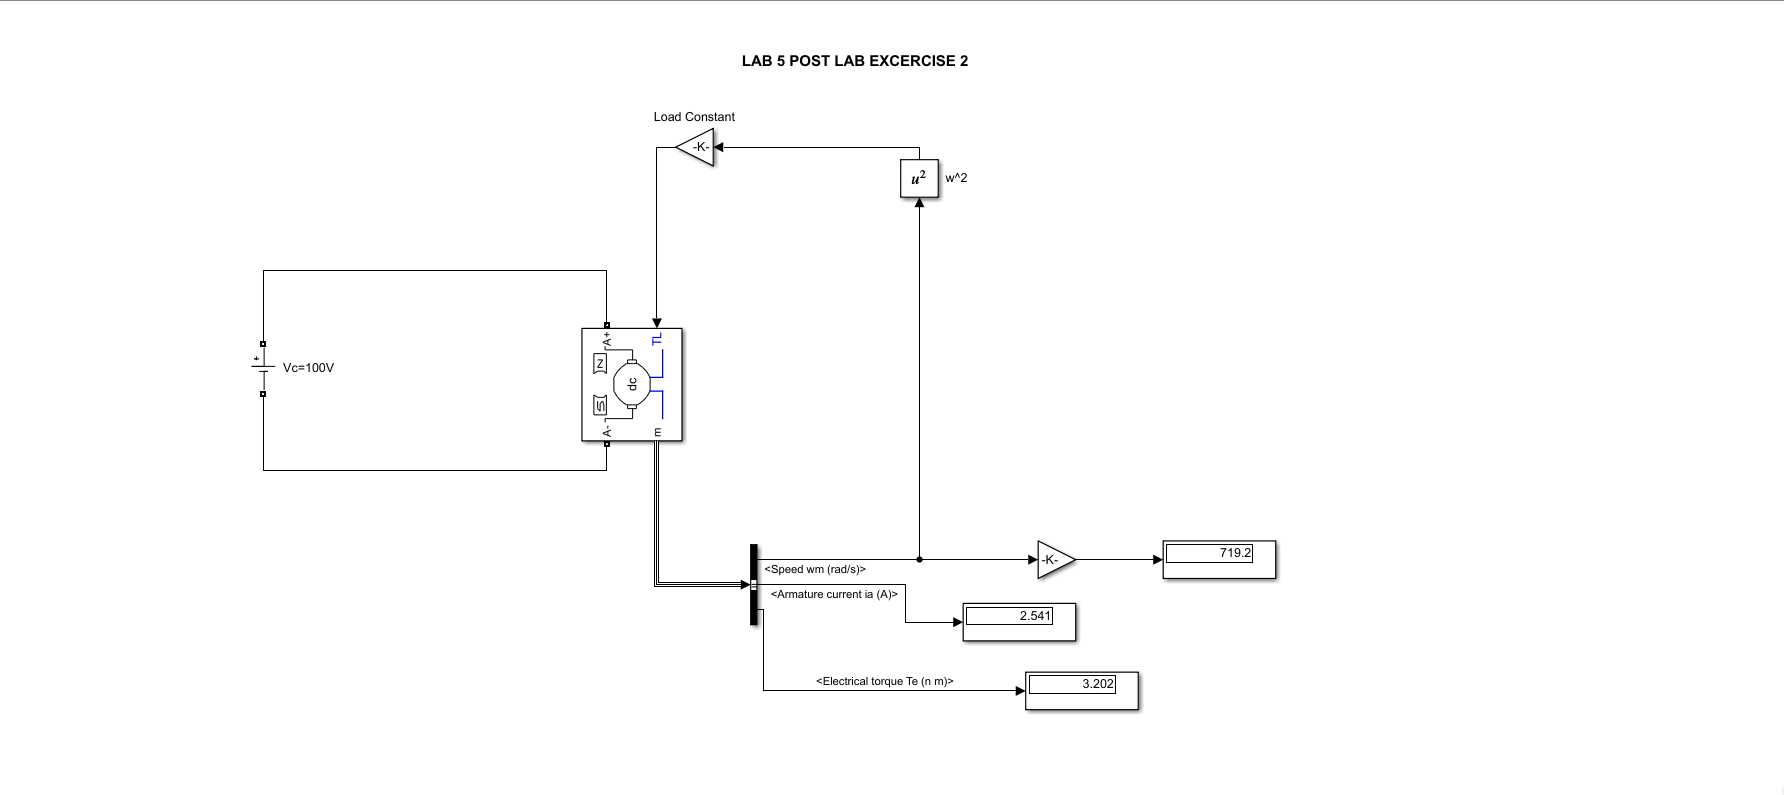 LAB 5 POST LAB EXCERCISE 2
Load Constant
-K-
u²
w^2
Vc=100V
+
A+
TL
dc
A-
m
<Speed wm (rad/s)>
-K-
719.2
<Armature current ia (A)>
2.541
<Electrical torque Te (n m)>
3.202